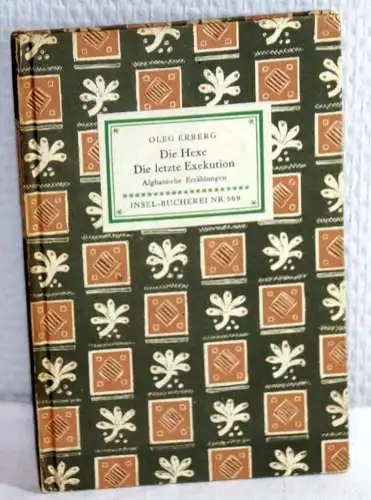 OLEG ERBERG
Die Hexe
Die letzte Exekution
Afghanische Erzählungen
INSEL-BÜCHEREI NR. 569